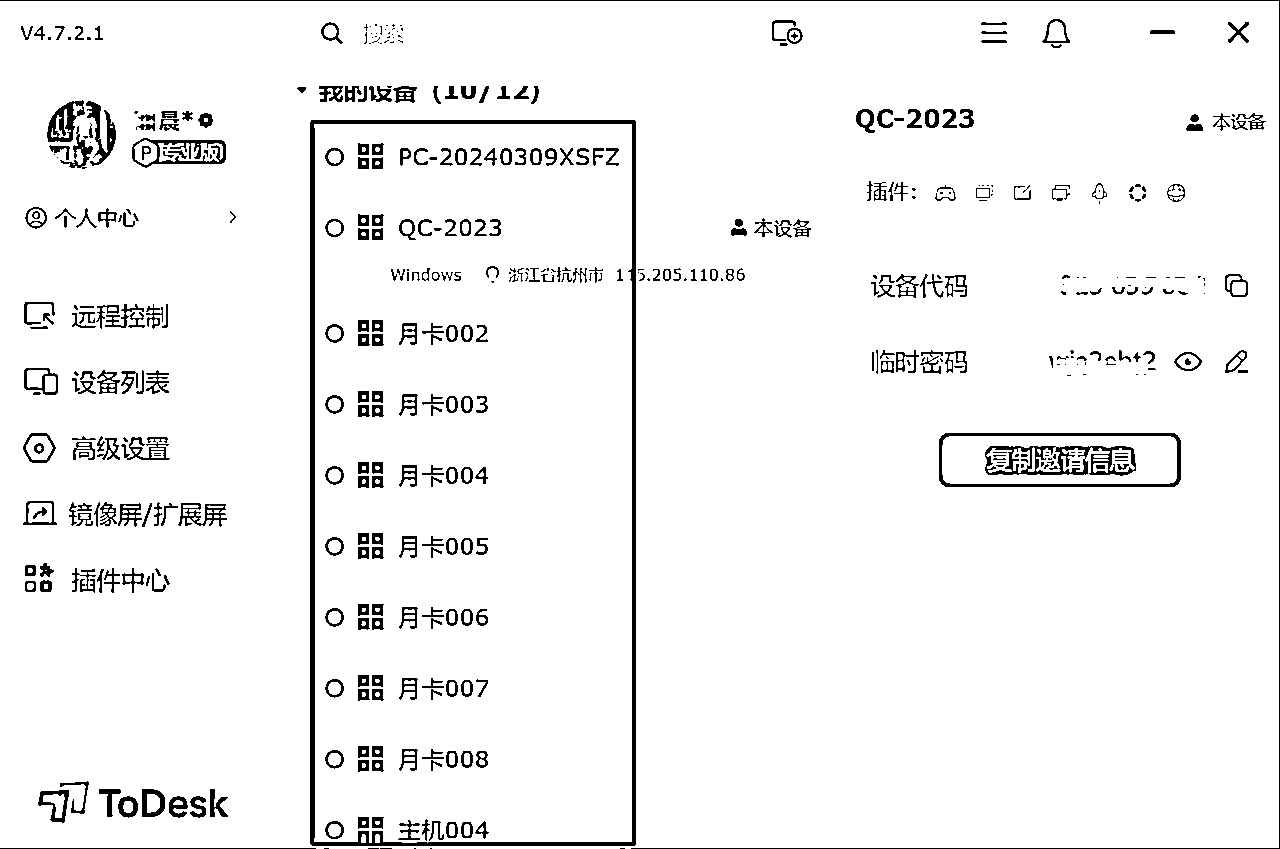 V4.7.2.1
搜索
晨*
P专业版
个人中心
远程控制
设备列表
高级设置
镜像屏/扩展屏
插件中心
ToDesk
我的设备 (10/12)
PC-20240309XSFZ
QC-2023
本设备
Windows 浙江省杭州市 115.205.110.86
月卡002
月卡003
月卡004
月卡005
月卡006
月卡007
月卡008
主机004
QC-2023
本设备
插件:
设备代码
临时密码
复制邀请信息